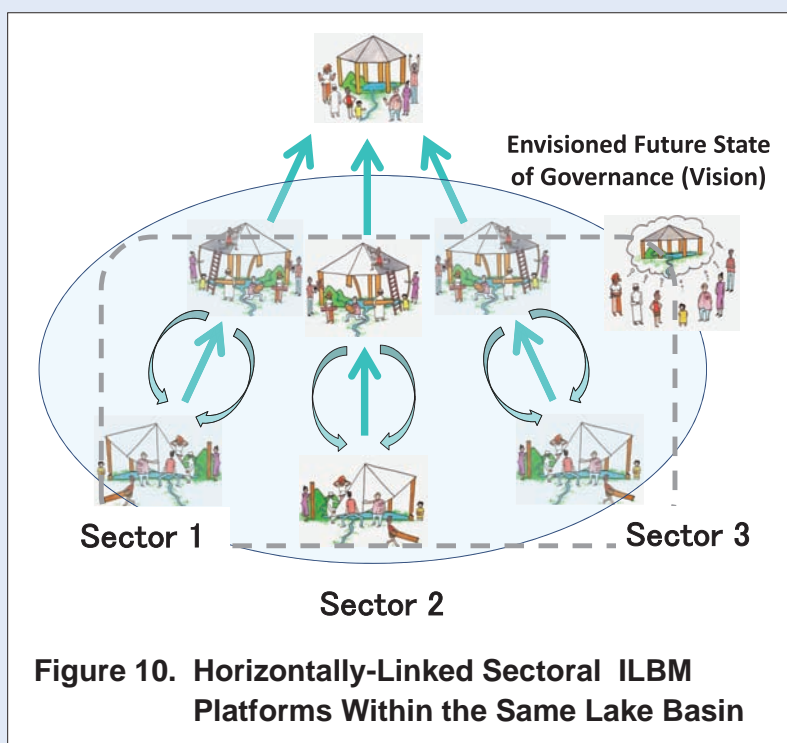 Envisioned Future State
of Governance (Vision)
Sector 1
Sector 3
Sector 2
Figure 10. Horizontally-Linked Sectoral ILBM
Platforms Within the Same Lake Basin